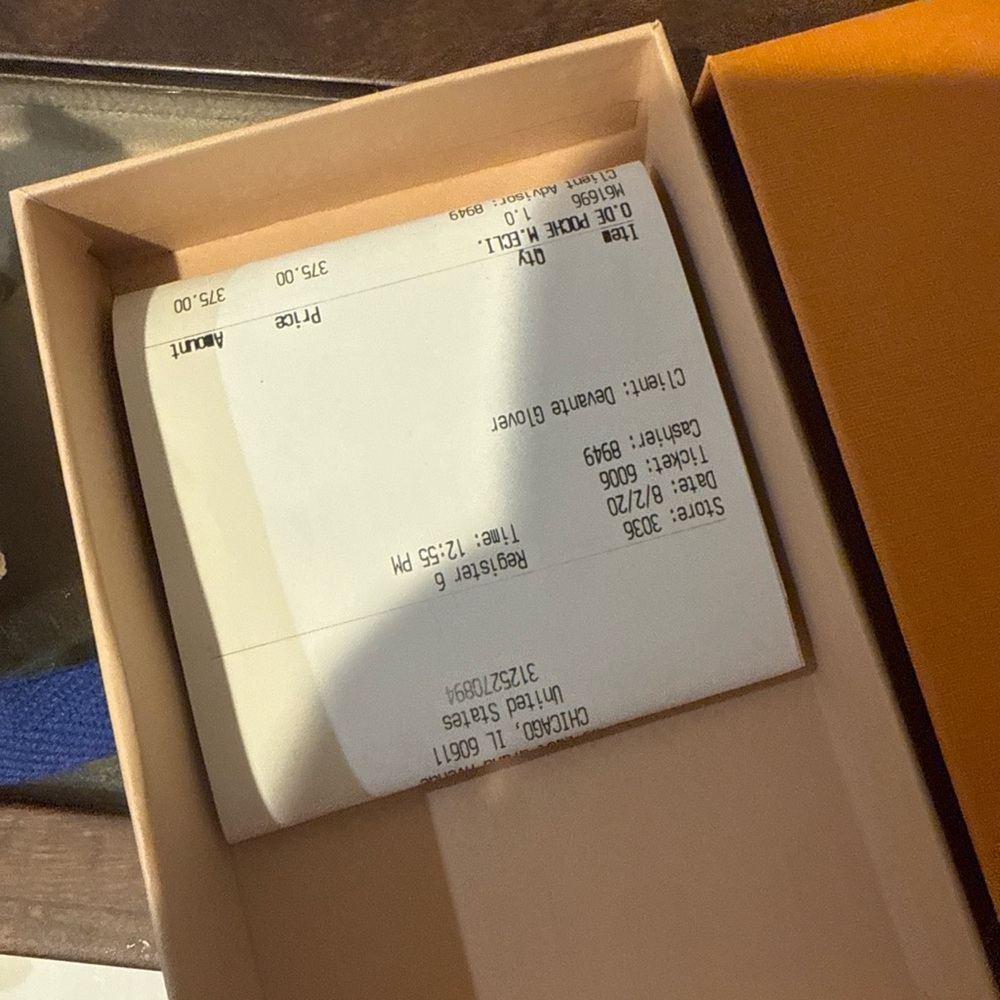 CHICAGO, IL 60611
United States
3125270894
Store: 3036 Register 6
Date: 8/2/20 Time: 12:55 PM
Ticket: 6006
Cashier: 8949
Client: Devante Glover
Item Qty Price Amount
O.DE POCHE M.ECLI.
M61696 1.0 375.00 375.00
Client Advisor: 8949